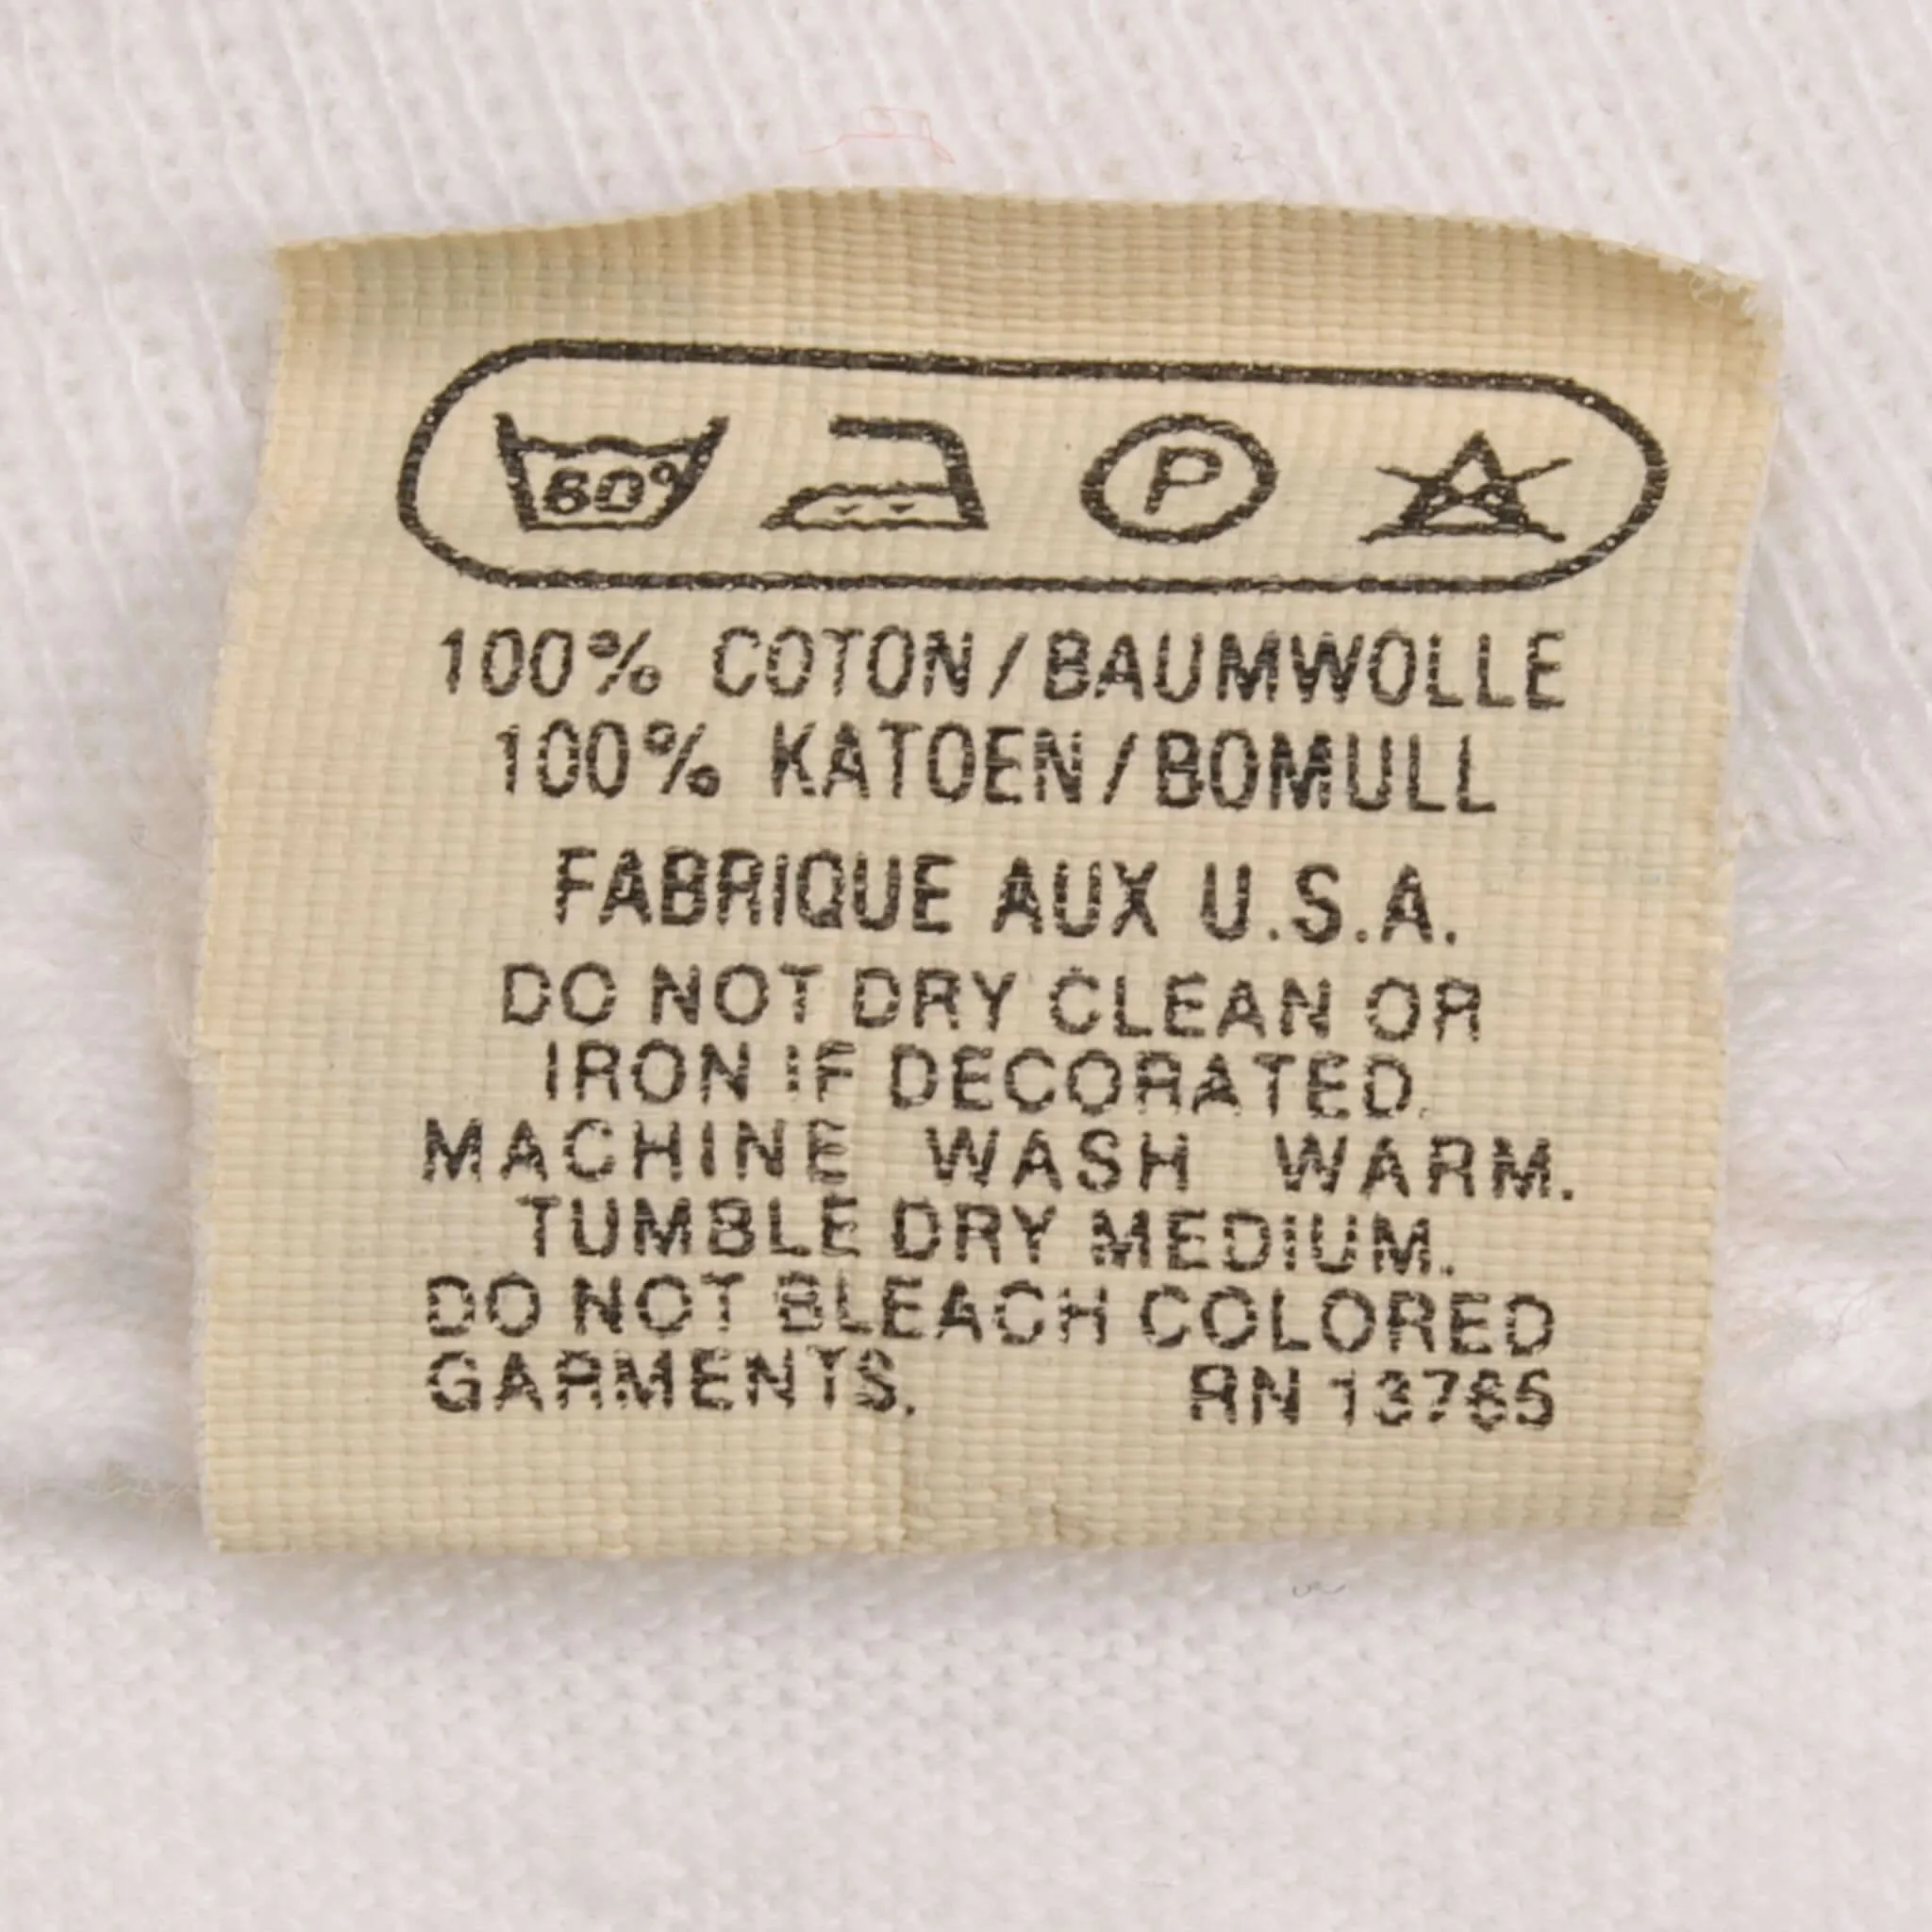 60°
P
100% COTON/BAUMWOLLE
100% KATOEN/BOMULL
FABRIQUE AUX U.S.A.
DO NOT DRY CLEAN OR
IRON IF DECORATED.
MACHINE WASH WARM.
TUMBLE DRY MEDIUM.
DO NOT BLEACH COLORED
GARMENTS. RN 13765